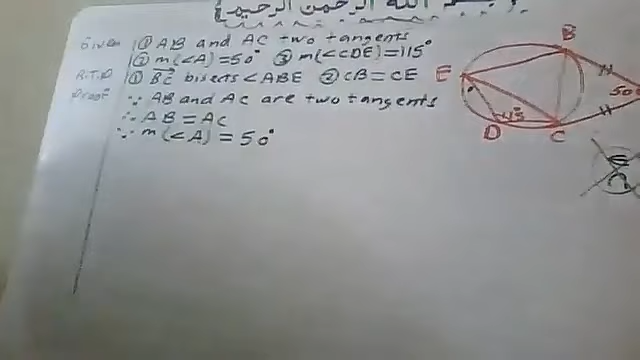 بسم الله الرحمن الرحيم
Given ① AB and AC two tangents
② m(∠A)=50° ③ m(∠CDE)=115°
R.T.P ① BC bisects ∠ABE ② CB=CE
Proof ∵ AB and AC are two tangents
∴ AB=AC
∵ m(∠A)=50°
B
E
50
115°
D
C